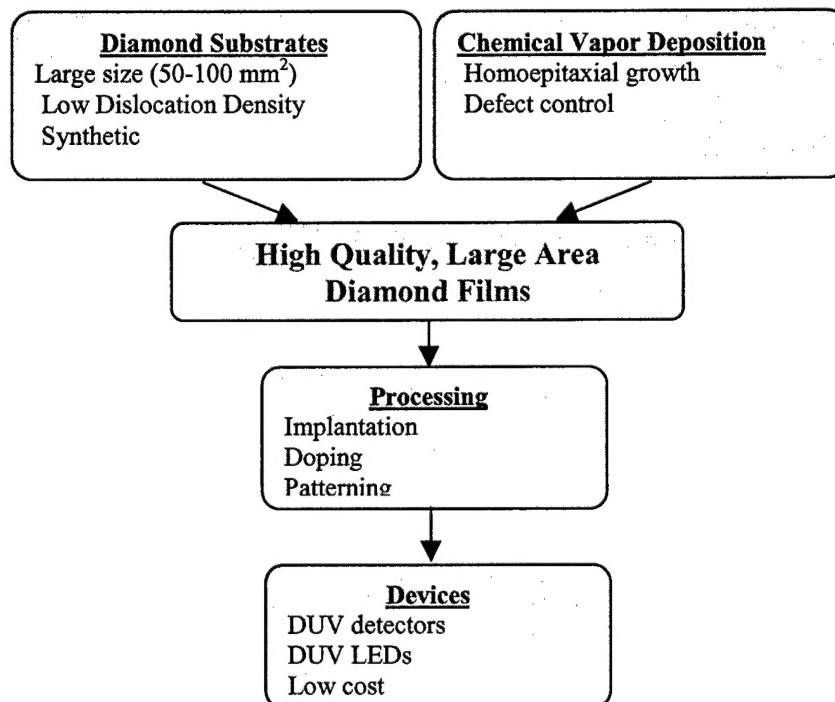 Diamond Substrates
Large size (50-100 mm²)
Low Dislocation Density
Synthetic
Chemical Vapor Deposition
Homoepitaxial growth
Defect control
High Quality, Large Area
Diamond Films
Processing
Implantation
Doping
Patterning
Devices
DUV detectors
DUV LEDs
Low cost